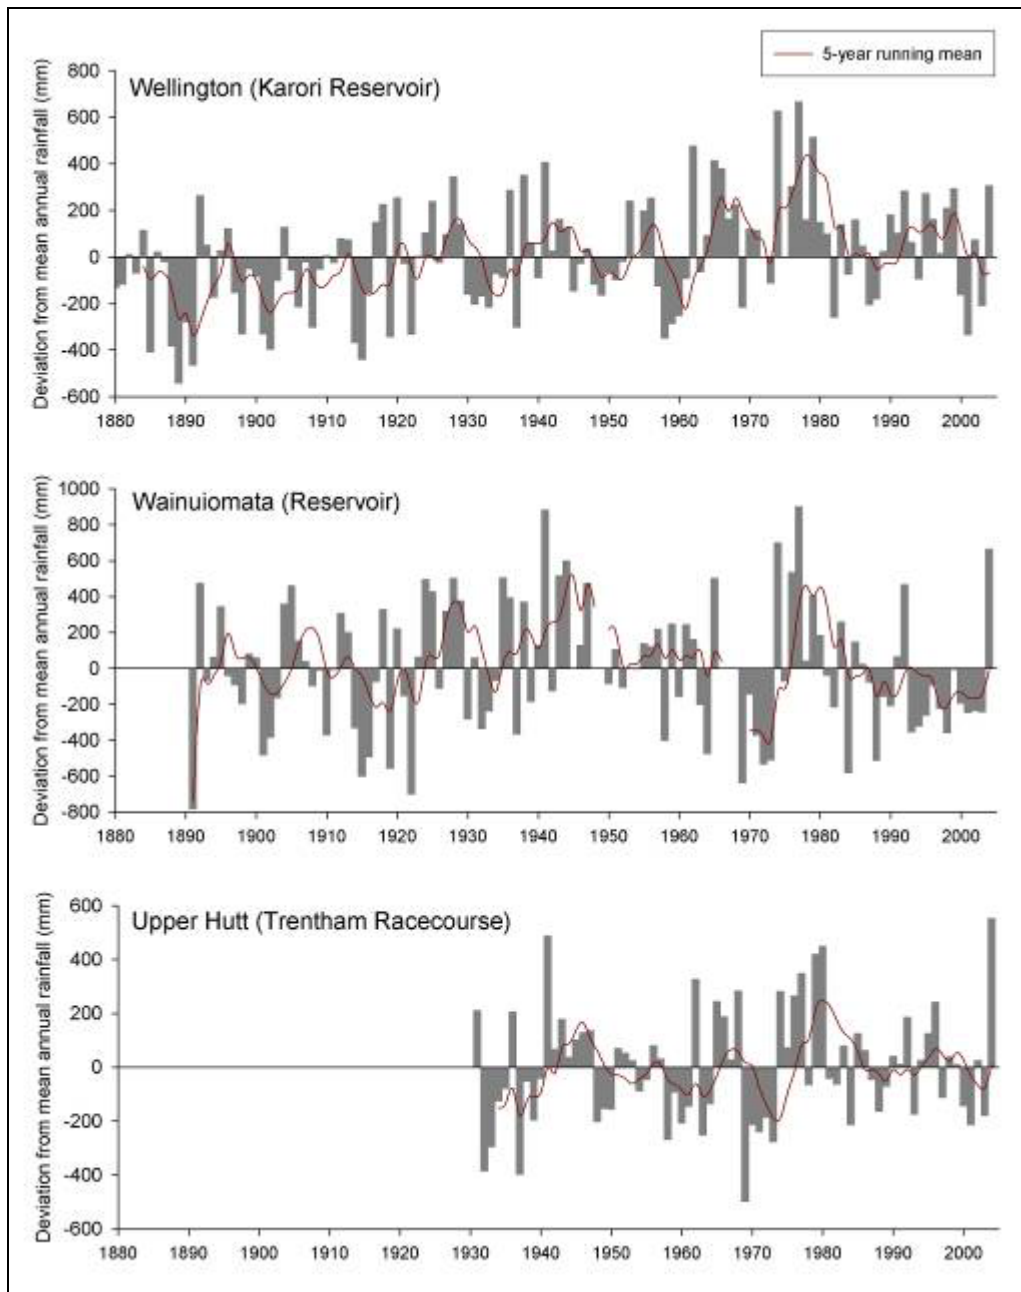 5-year running mean
Wellington (Karori Reservoir)
Deviation from mean annual rainfall (mm)
800
600
400
200
0
-200
-400
-600
1880 1890 1900 1910 1920 1930 1940 1950 1960 1970 1980 1990 2000
Wainuiomata (Reservoir)
Deviation from mean annual rainfall (mm)
1000
800
600
400
200
0
-200
-400
-600
-800
1880 1890 1900 1910 1920 1930 1940 1950 1960 1970 1980 1990 2000
Upper Hutt (Trentham Racecourse)
Deviation from mean annual rainfall (mm)
600
400
200
0
-200
-400
-600
1880 1890 1900 1910 1920 1930 1940 1950 1960 1970 1980 1990 2000